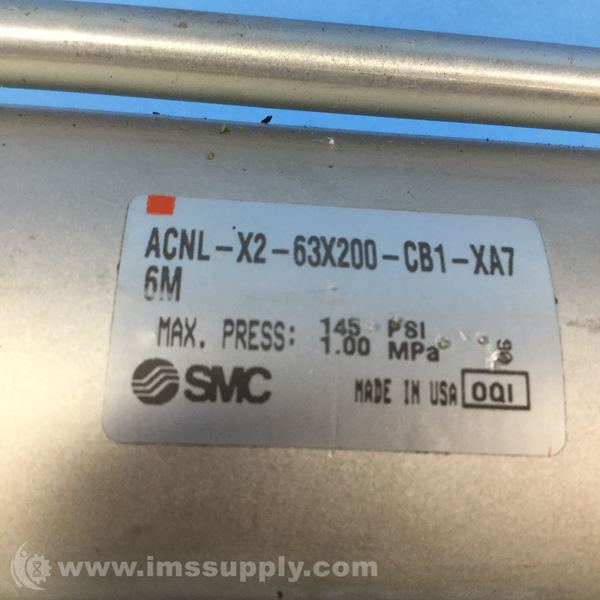 ACNL-X2-63X200-CB1-XA7
6M
MAX. PRESS: 145 PSI
1.00 MPa
SMC MADE IN USA OQI
www.imssupply.com